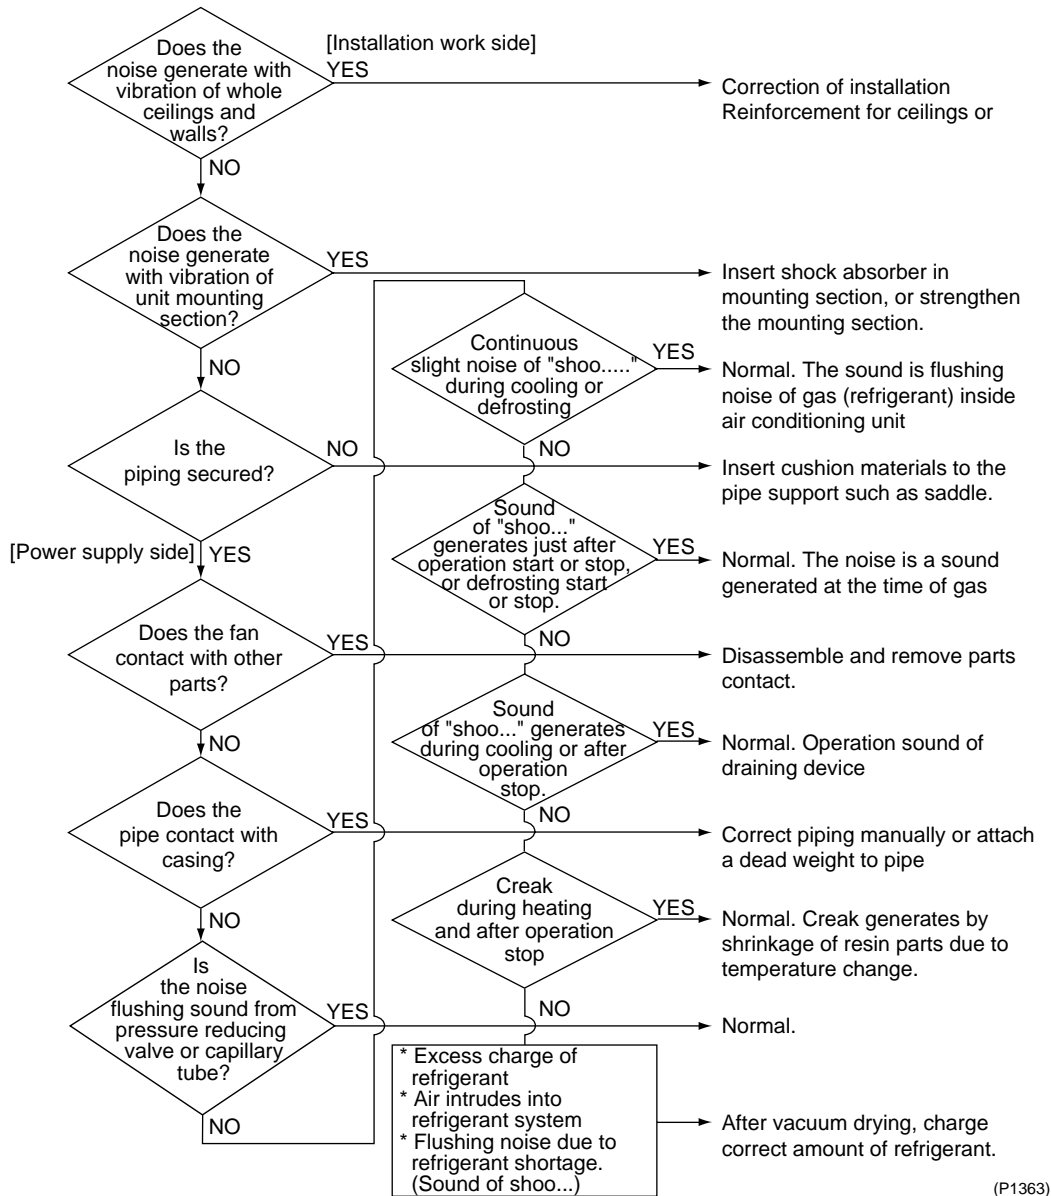 Does the
noise generate with
vibration of whole
ceilings and
walls?
[Installation work side]
YES
Correction of installation
Reinforcement for ceilings or
NO
Does the
noise generate
with vibration of
unit mounting
section?
YES
Insert shock absorber in
mounting section, or strengthen
the mounting section.
NO
Continuous
slight noise of "shoo....."
during cooling or
defrosting
YES
Normal. The sound is flushing
noise of gas (refrigerant) inside
air conditioning unit
NO
Is the
piping secured?
NO
Insert cushion materials to the
pipe support such as saddle.
[Power supply side]
YES
Sound
of "shoo..."
generates just after
operation start or stop,
or defrosting start
or stop.
YES
Normal. The noise is a sound
generated at the time of gas
NO
Does the fan
contact with other
parts?
YES
Disassemble and remove parts
contact.
NO
Sound
of "shoo..." generates
during cooling or after
operation
stop.
YES
Normal. Operation sound of
draining device
NO
Does the
pipe contact with
casing?
YES
Correct piping manually or attach
a dead weight to pipe
NO
Creak
during heating
and after operation
stop
YES
Normal. Creak generates by
shrinkage of resin parts due to
temperature change.
NO
Is
the noise
flushing sound from
pressure reducing
valve or capillary
tube?
YES
Normal.
NO
* Excess charge of
refrigerant
* Air intrudes into
refrigerant system
* Flushing noise due to
refrigerant shortage.
(Sound of shoo...)
After vacuum drying, charge
correct amount of refrigerant.
(P1363)